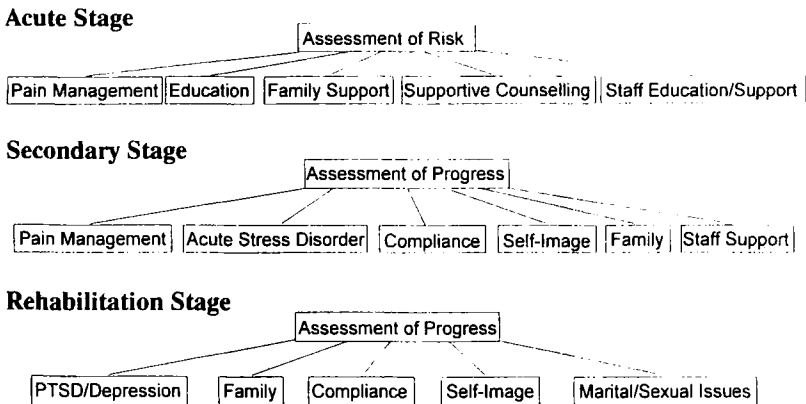 Acute Stage
Assessment of Risk
Pain Management Education Family Support Supportive Counselling Staff Education/Support
Secondary Stage
Assessment of Progress
Pain Management Acute Stress Disorder Compliance Self-Image Family Staff Support
Rehabilitation Stage
Assessment of Progress
PTSD/Depression Family Compliance Self-Image Marital/Sexual Issues